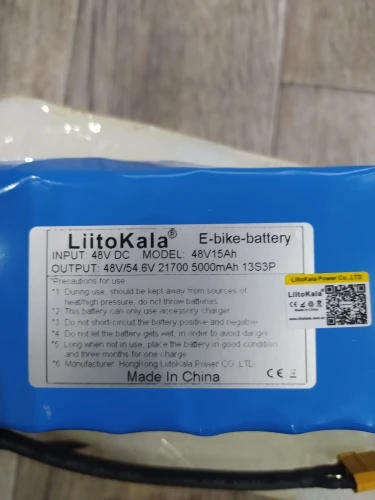 LiitoKala® E-bike-battery
INPUT: 48V DC MODEL: 48V15Ah
OUTPUT: 48V/54.6V 21700 5000mAh 13S3P
*Precautions for use:
*1 During use, should be kept away from sources of
heat/high pressure, do not throw batteries
*2 This battery can only use accessory charger
*3 Do not short-circuit the battery positive and negative
*4 Do not let the battery gets wet, in order to avoid danger
*5 Long when not in use, place the battery in good condition
and three months for one charge
*6 Manufacturer: HongKong LiitoKala Power CO.,LTD
Made In China
CE
LiitoKala Power Co.,LTD
LiitoKala®
CE